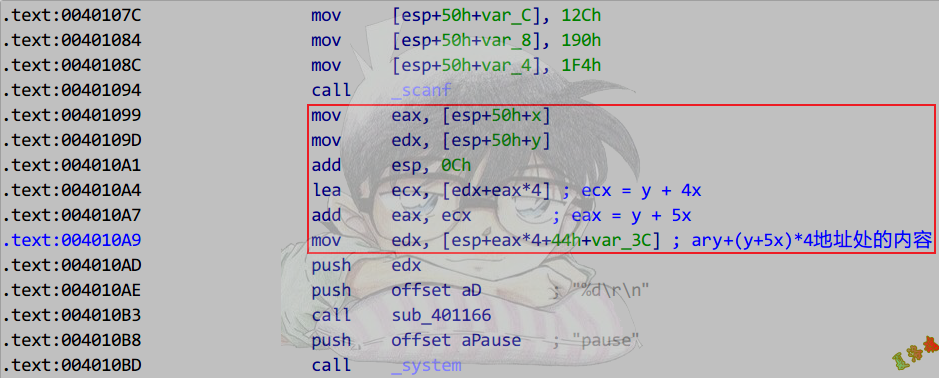 .text:0040107C mov [esp+50h+var_C], 12Ch
.text:00401084 mov [esp+50h+var_8], 190h
.text:0040108C mov [esp+50h+var_4], 1F4h
.text:00401094 call _scanf
.text:00401099 mov eax, [esp+50h+x]
.text:0040109D mov edx, [esp+50h+y]
.text:004010A1 add esp, 0Ch
.text:004010A4 lea ecx, [edx+eax*4] ; ecx = y + 4x
.text:004010A7 add eax, ecx ; eax = y + 5x
.text:004010A9 mov edx, [esp+eax*4+44h+var_3C] ; ary+(y+5x)*4地址处的内容
.text:004010AD push edx
.text:004010AE push offset aD ; "%d\r\n"
.text:004010B3 call sub_401166
.text:004010B8 push offset aPause ; "pause"
.text:004010BD call _system